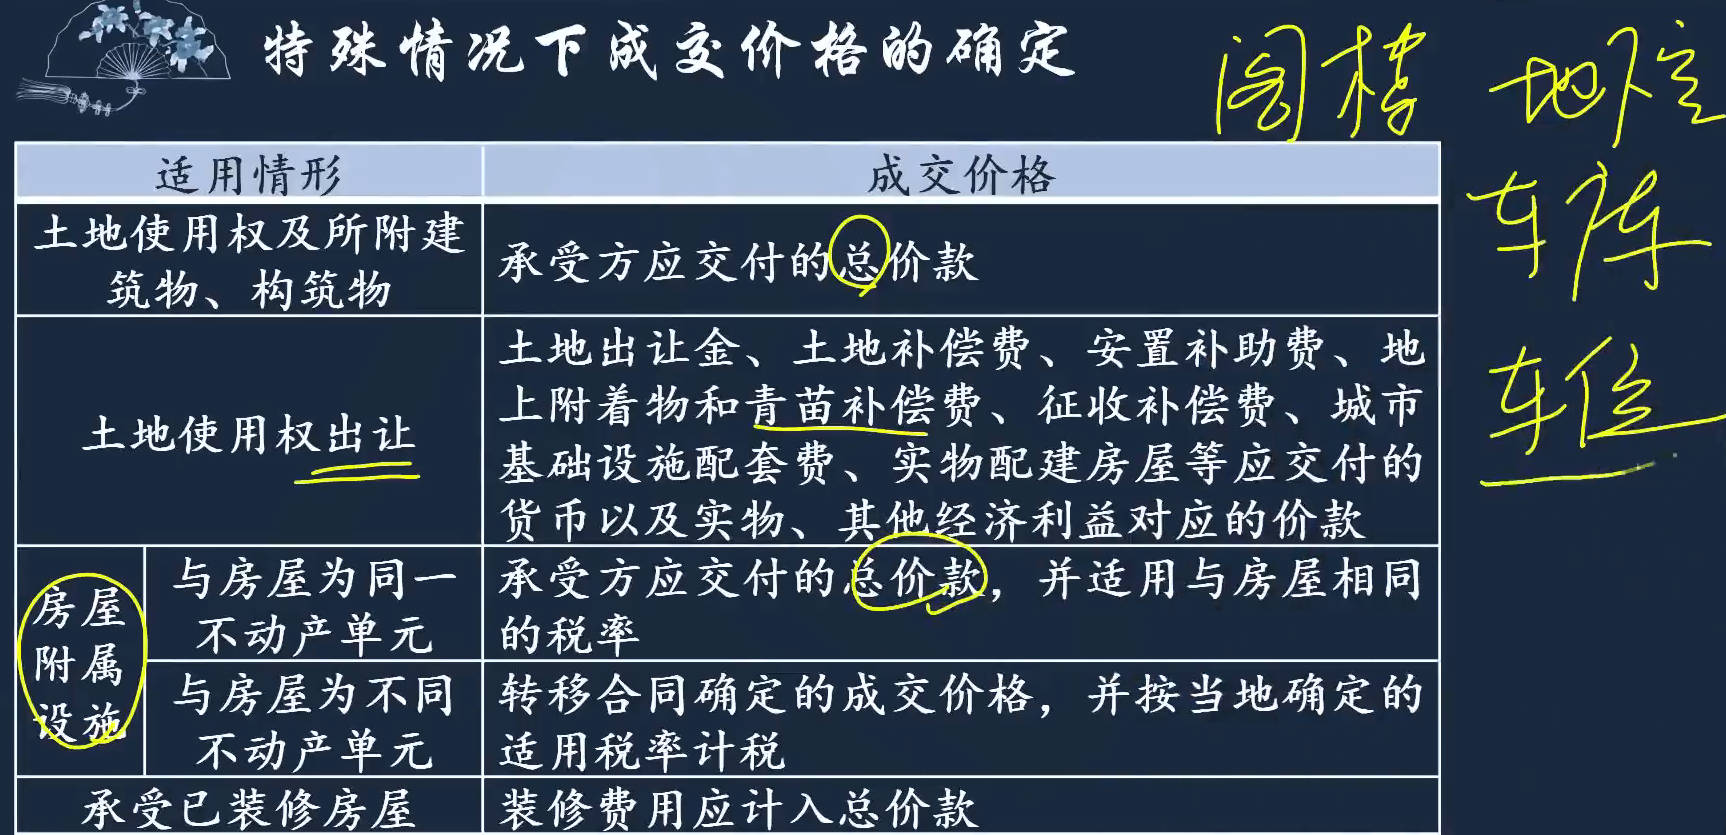 特殊情况下成交价格的确定
阁楼 地下室
车库
车位
适用情形 成交价格
土地使用权及所附建
筑物、构筑物
承受方应交付的总价款
土地使用权出让
土地出让金、土地补偿费、安置补助费、地
上附着物和青苗补偿费、征收补偿费、城市
基础设施配套费、实物配建房屋等应交付的
货币以及实物、其他经济利益对应的价款
房屋
附属
设施
与房屋为同一
不动产单元
承受方应交付的总价款，并适用与房屋相同
的税率
与房屋为不同
不动产单元
转移合同确定的成交价格，并按当地确定的
适用税率计税
承受已装修房屋
装修费用应计入总价款